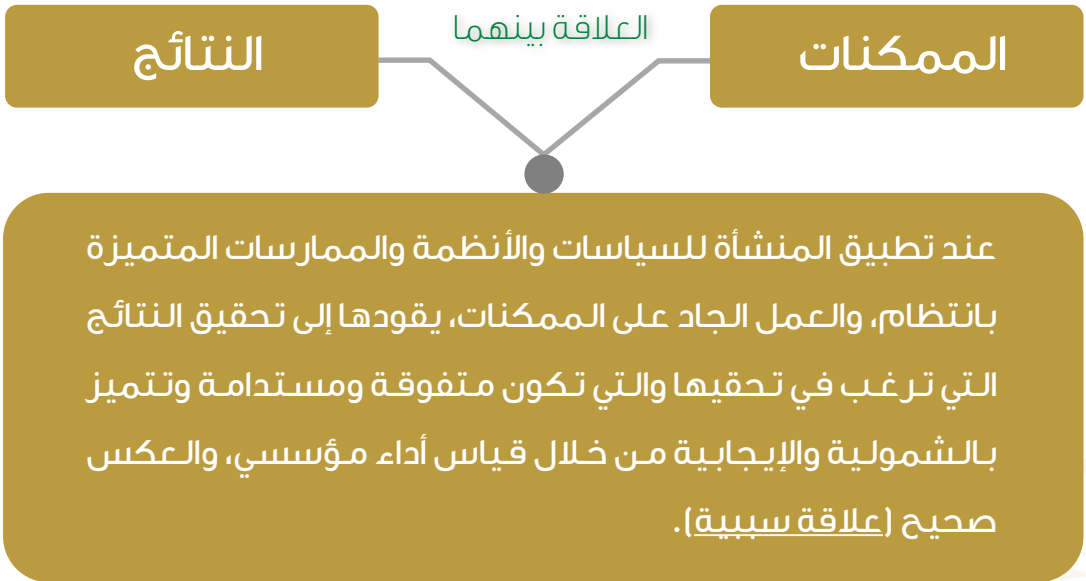 الممكنات
العلاقة بينهما
النتائج
عند تطبيق المنشأة للسياسات والأنظمة والممارسات المتميزة
بانتظام، والعمل الجاد على الممكنات، يقودها إلى تحقيق النتائج
التي ترغب في تحقيها والتي تكون متفوقة ومستدامة وتتميز
بالشمولية والإيجابية من خلال قياس أداء مؤسسي، والعكس
صحيح (علاقة سببية).